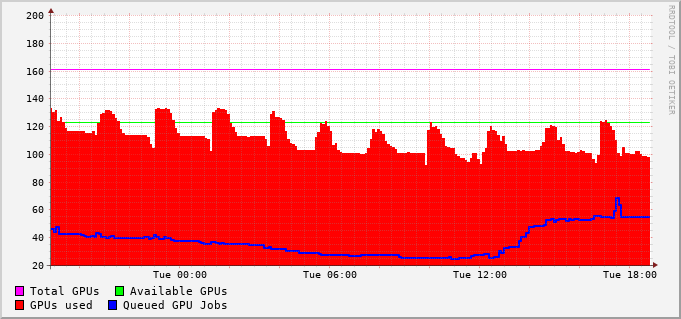 RRDTOOL / TOBI OETIKER
200
180
160
140
120
100
80
60
40
20
Tue 00:00 Tue 06:00 Tue 12:00 Tue 18:00
Total GPUs Available GPUs
GPUs used Queued GPU Jobs